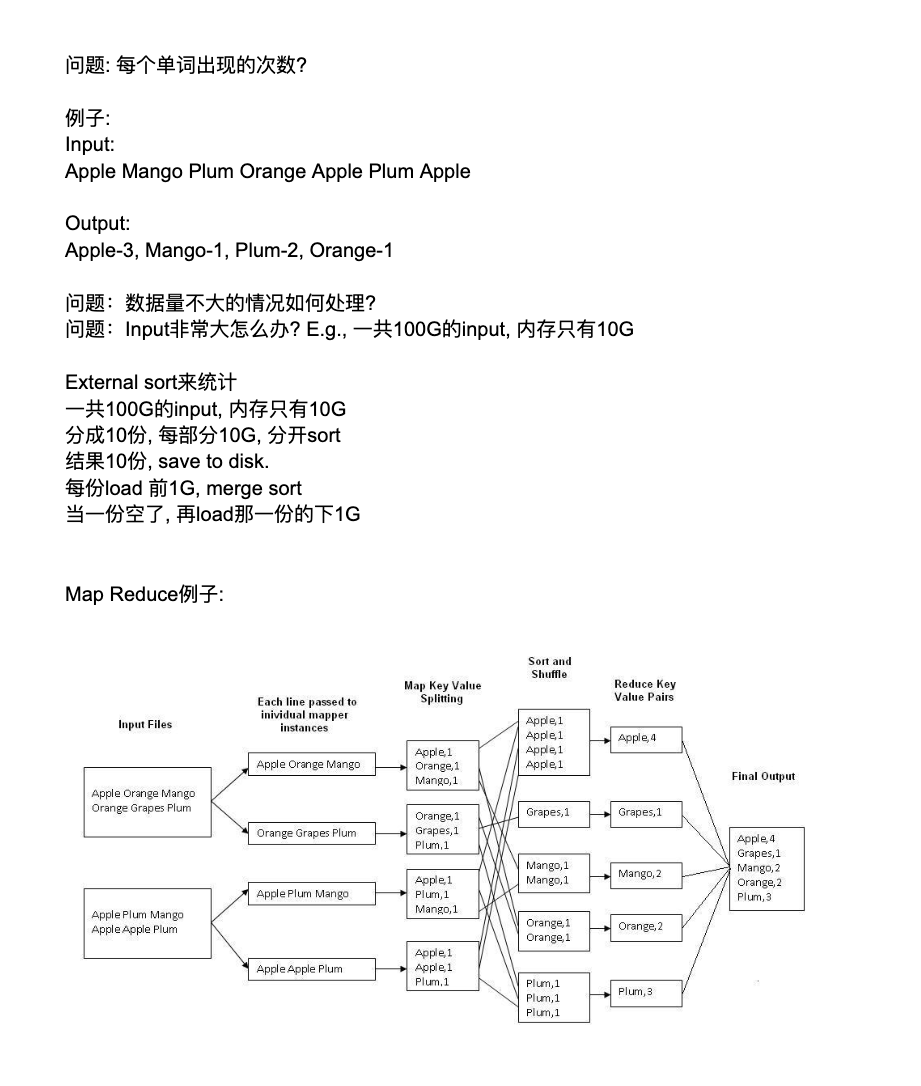 问题: 每个单词出现的次数?
例子:
Input:
Apple Mango Plum Orange Apple Plum Apple
Output:
Apple-3, Mango-1, Plum-2, Orange-1
问题：数据量不大的情况如何处理?
问题：Input非常大怎么办? E.g., 一共100G的input, 内存只有10G
External sort来统计
一共100G的input, 内存只有10G
分成10份, 每部分10G, 分开sort
结果10份, save to disk.
每份load 前1G, merge sort
当一份空了, 再load那一份的下1G
Map Reduce例子:
Input Files
Apple Orange Mango
Orange Grapes Plum
Apple Plum Mango
Apple Apple Plum
Each line passed to
inividual mapper
instances
Apple Orange Mango
Orange Grapes Plum
Apple Plum Mango
Apple Apple Plum
Map Key Value
Splitting
Apple,1
Orange,1
Mango,1
Orange,1
Grapes,1
Plum,1
Apple,1
Plum,1
Mango,1
Apple,1
Apple,1
Plum,1
Sort and
Shuffle
Apple,1
Apple,1
Apple,1
Apple,1
Grapes,1
Mango,1
Mango,1
Orange,1
Orange,1
Plum,1
Plum,1
Plum,1
Reduce Key
Value Pairs
Apple,4
Grapes,1
Mango,2
Orange,2
Plum,3
Final Output
Apple,4
Grapes,1
Mango,2
Orange,2
Plum,3